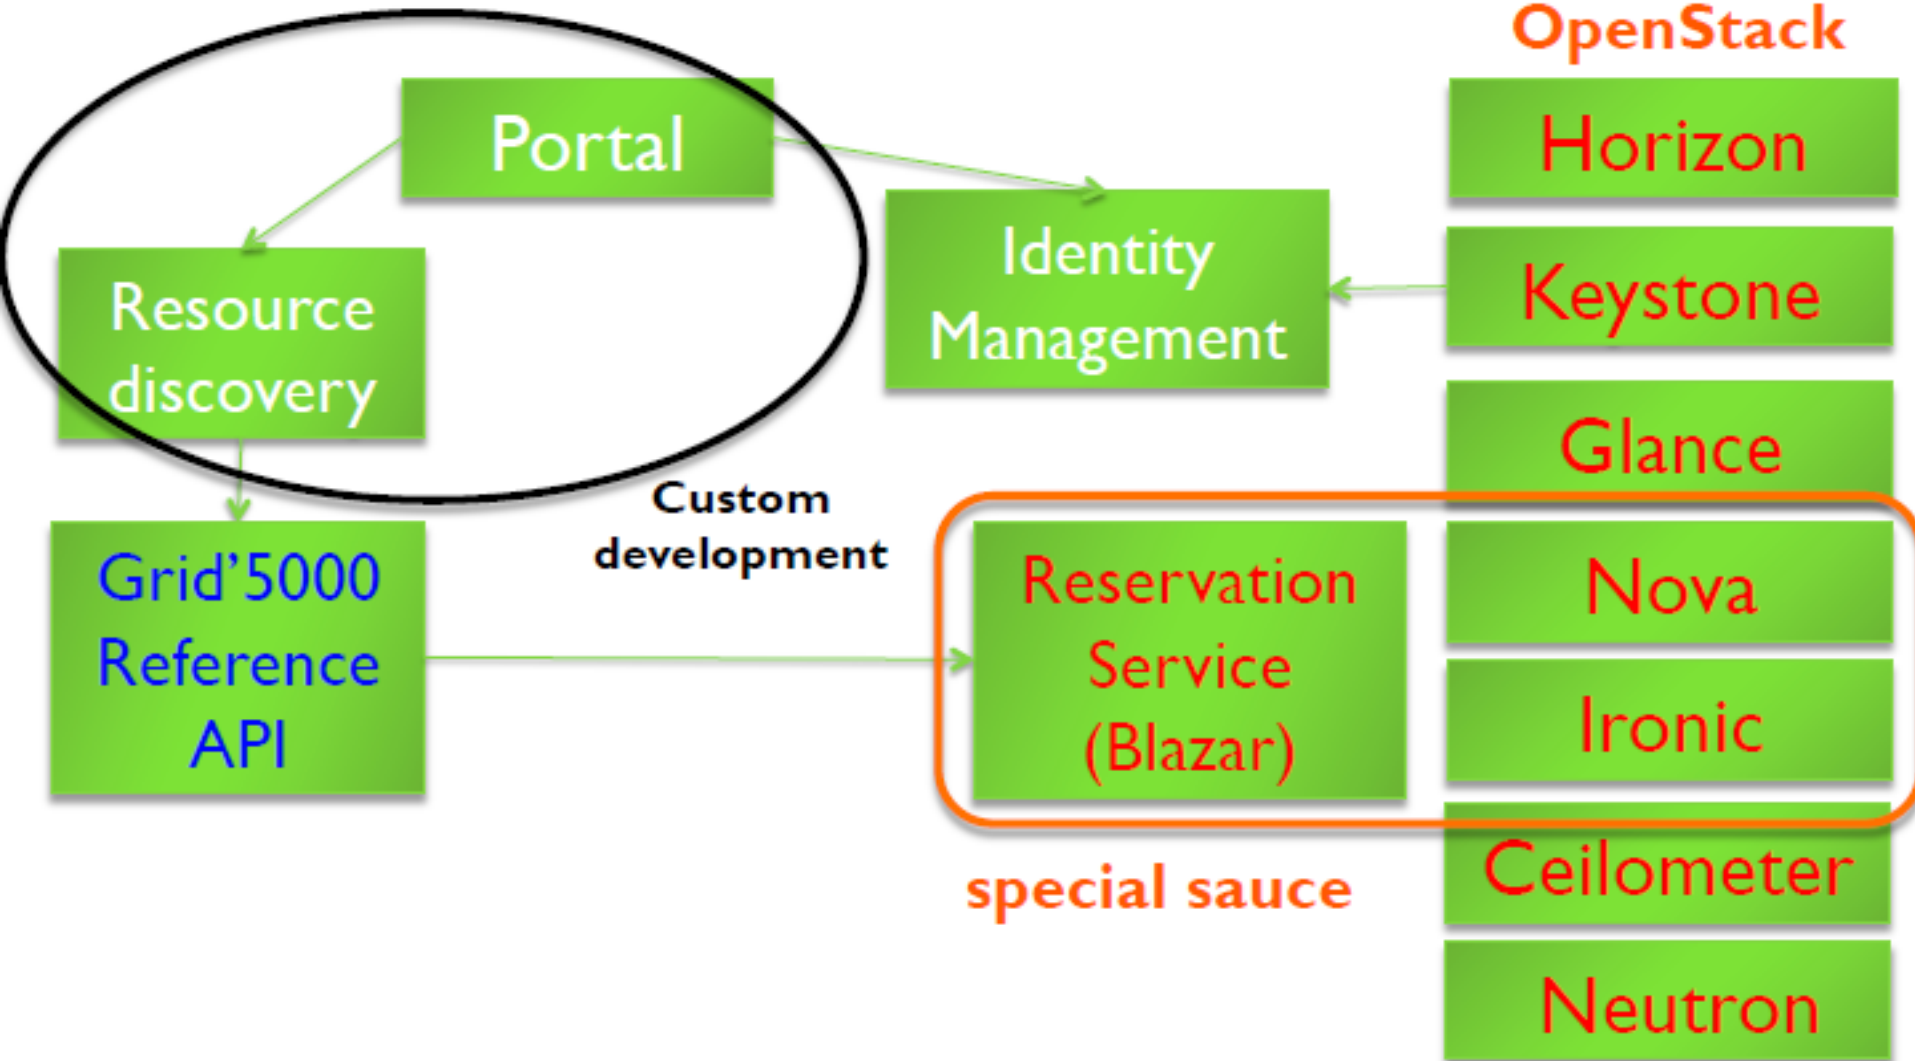 OpenStack
Portal
Horizon
Identity
Management
Keystone
Resource
discovery
Glance
Custom
development
Grid’5000
Reference
API
Reservation
Service
(Blazar)
Nova
Ironic
special sauce
Ceilometer
Neutron